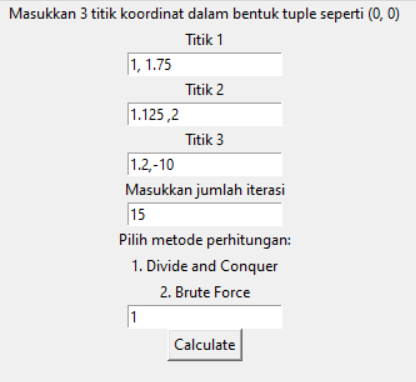 Masukkan 3 titik koordinat dalam bentuk tuple seperti (0, 0)
Titik 1
1, 1.75
Titik 2
1.125 ,2
Titik 3
1.2,-10
Masukkan jumlah iterasi
15
Pilih metode perhitungan:
1. Divide and Conquer
2. Brute Force
1
Calculate